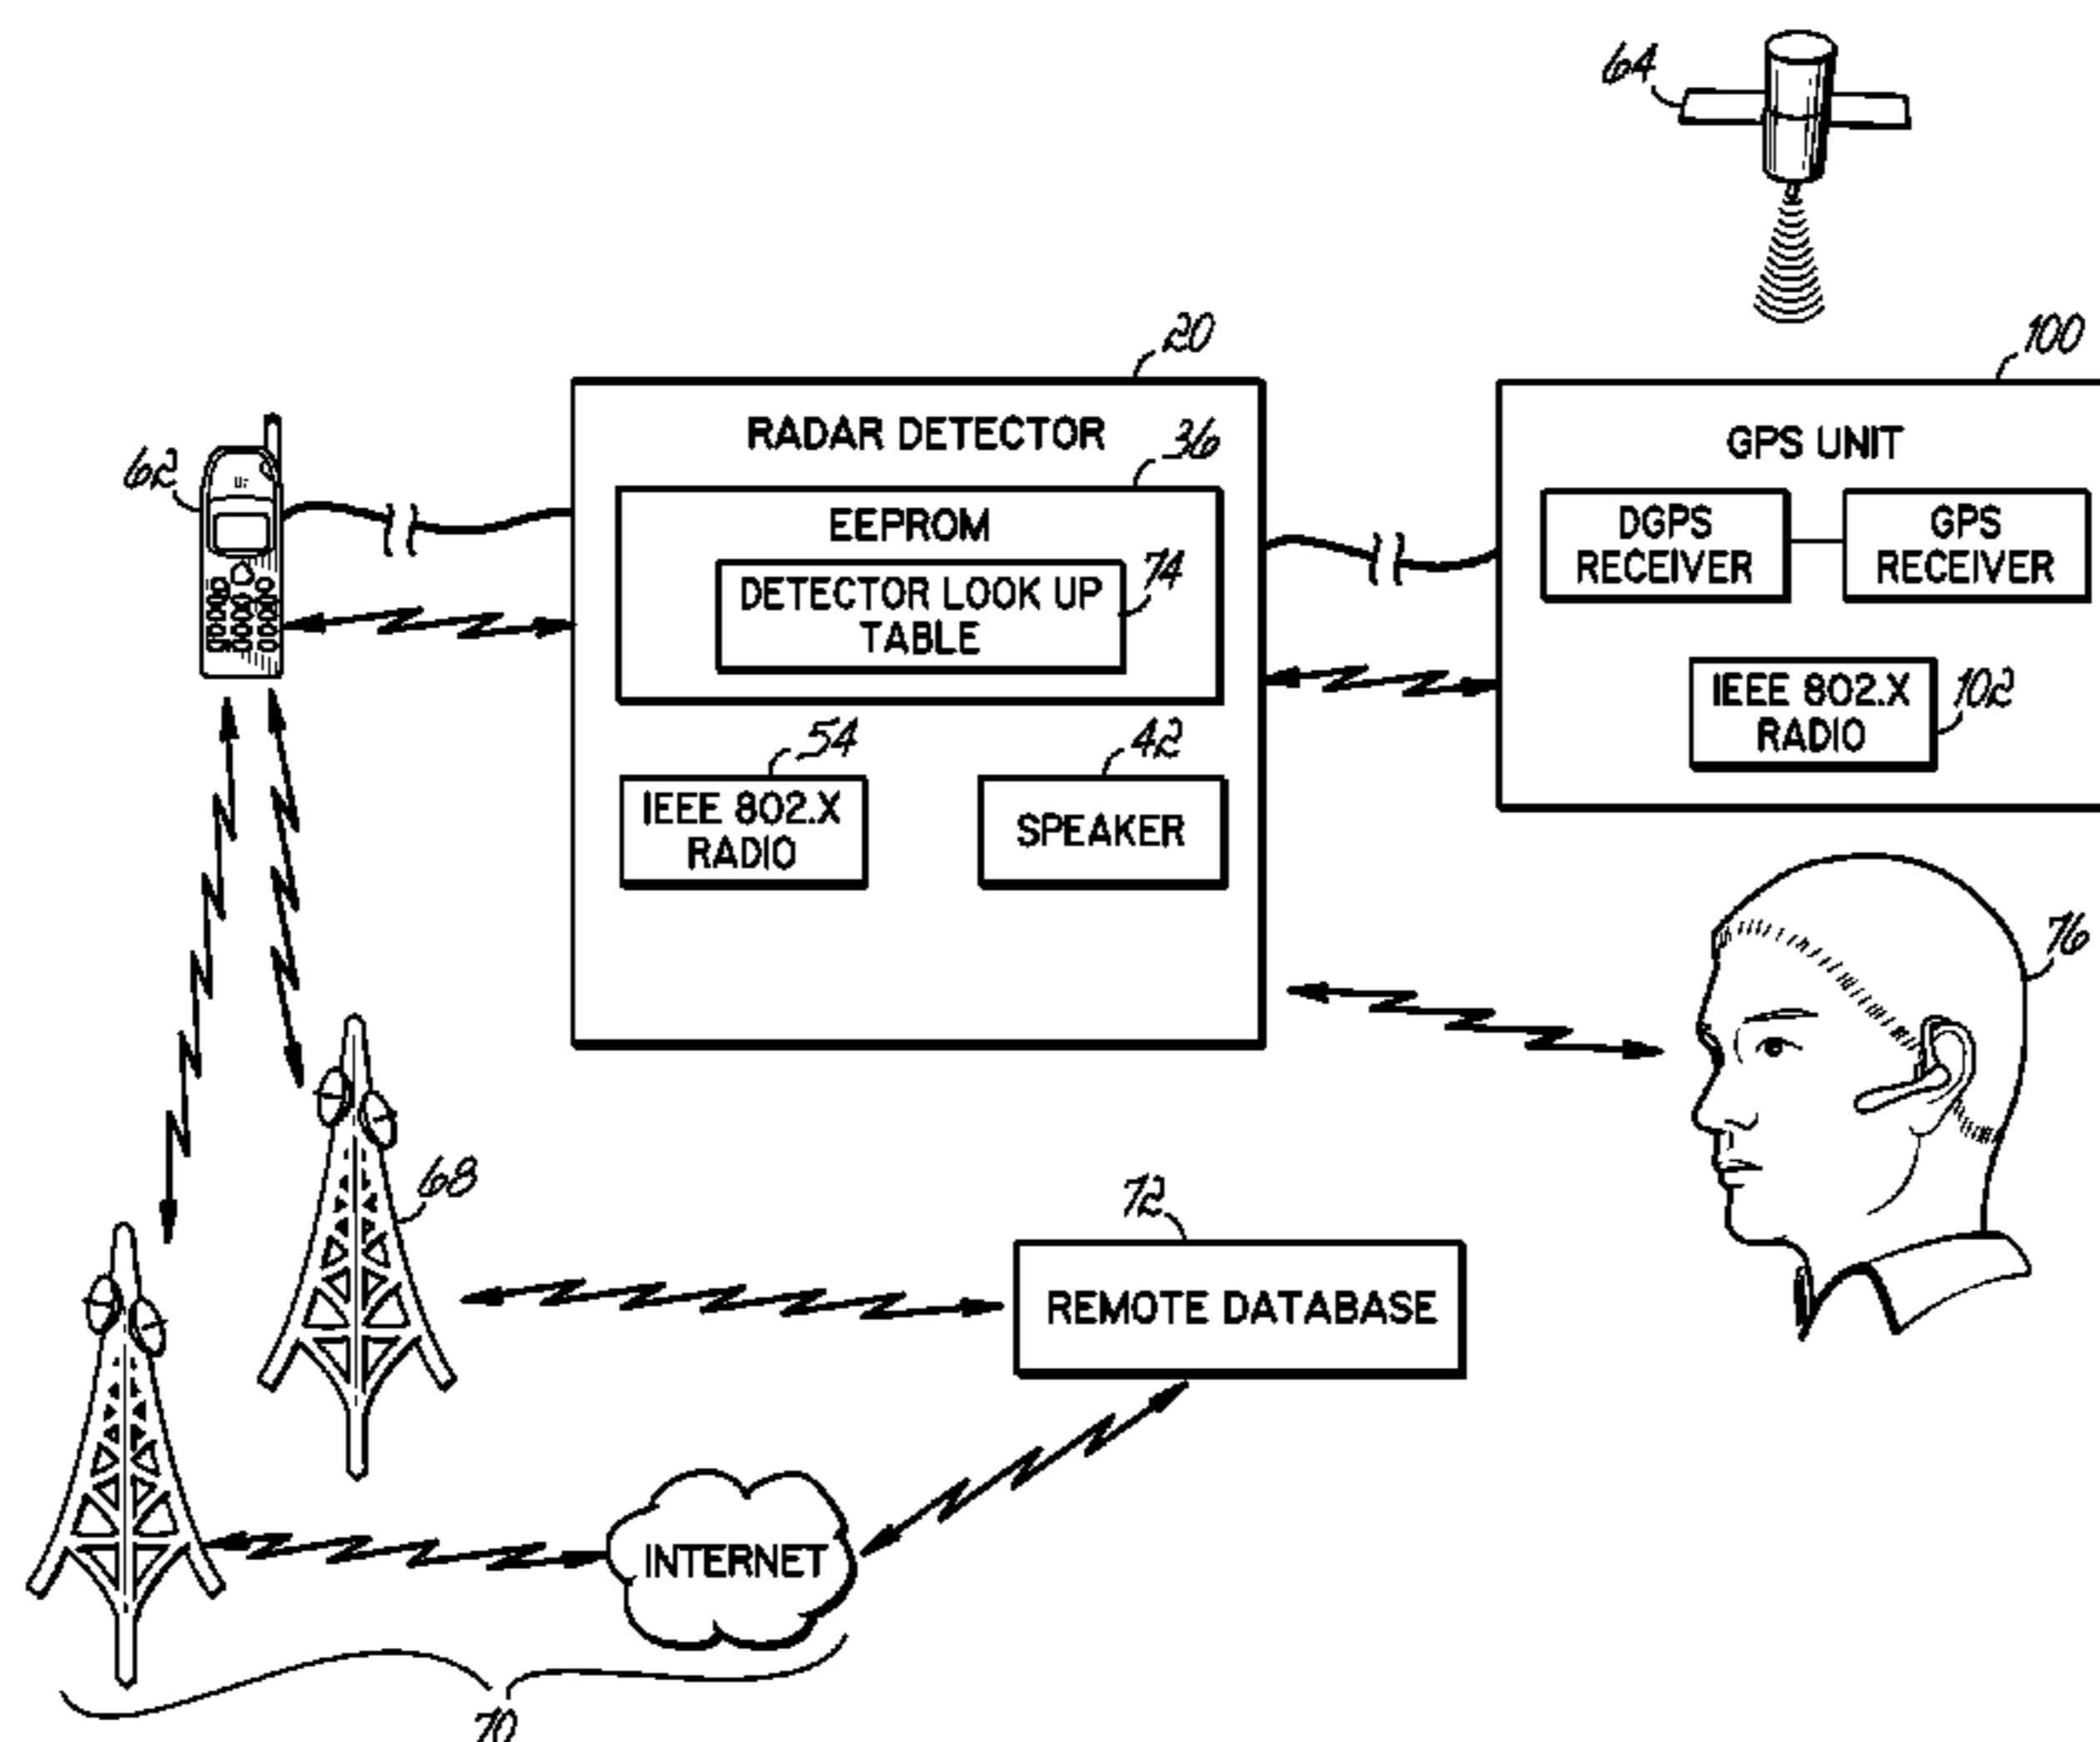 64
20
100
RADAR DETECTOR
36
GPS UNIT
62
EEPROM
DGPS
RECEIVER
GPS
RECEIVER
DETECTOR LOOK UP
TABLE
74
IEEE 802.X
RADIO
102
54
42
IEEE 802.X
RADIO
SPEAKER
76
68
72
REMOTE DATABASE
INTERNET
70